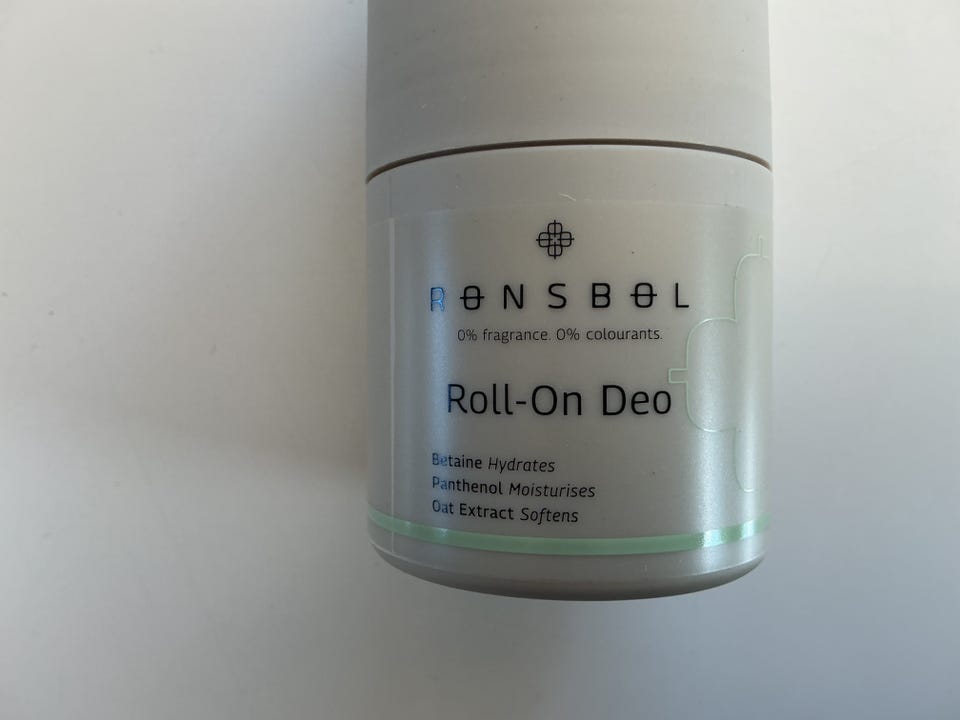 RONSBOL
0% fragrance. 0% colourants.
Roll-On Deo
Betaine Hydrates
Panthenol Moisturises
Oat Extract Softens